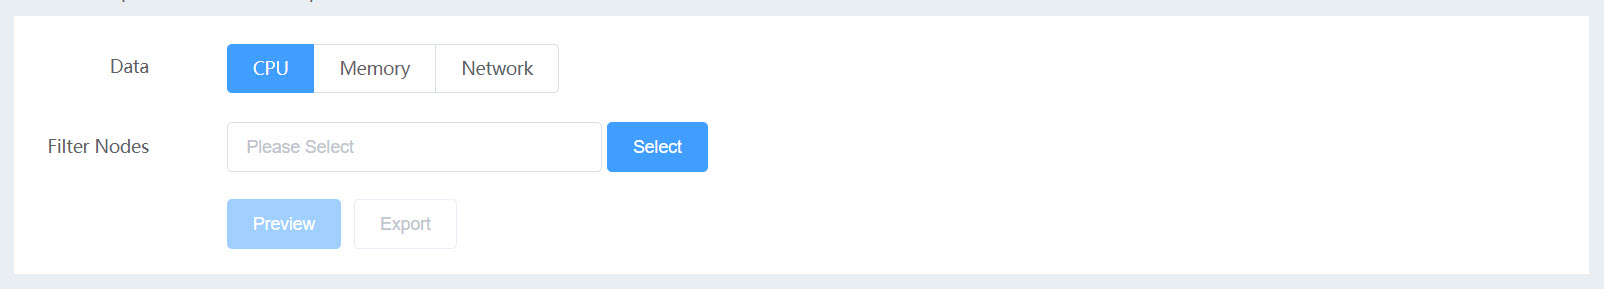 Data
CPU Memory Network
Filter Nodes
Please Select Select
Preview Export